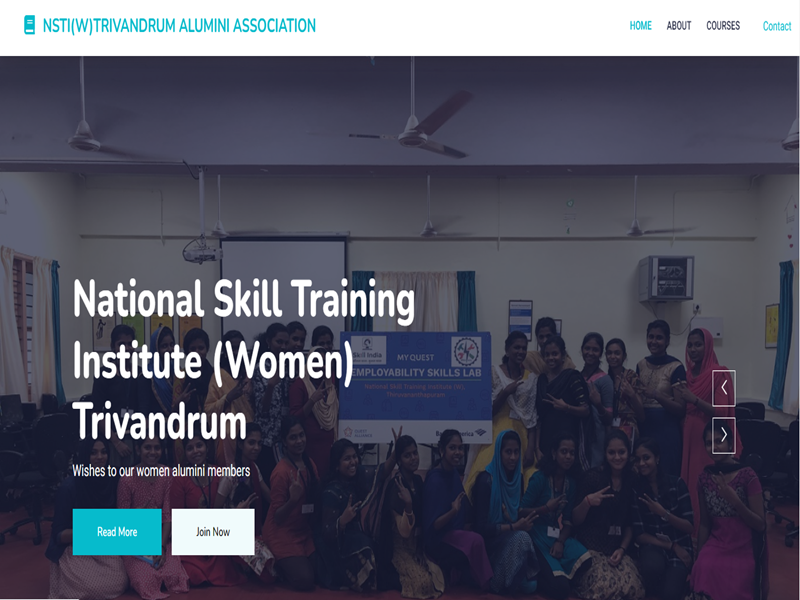 NSTI(W)TRIVANDRUM ALUMINI ASSOCIATION
HOME ABOUT COURSES Contact
National Skill Training
Institute (Women)
Trivandrum
Wishes to our women alumini members
Read More Join Now
Skill India
MY QUEST
EMPLOYABILITY SKILLS LAB
National Skill Training Institute (W),
Thiruvananthapuram